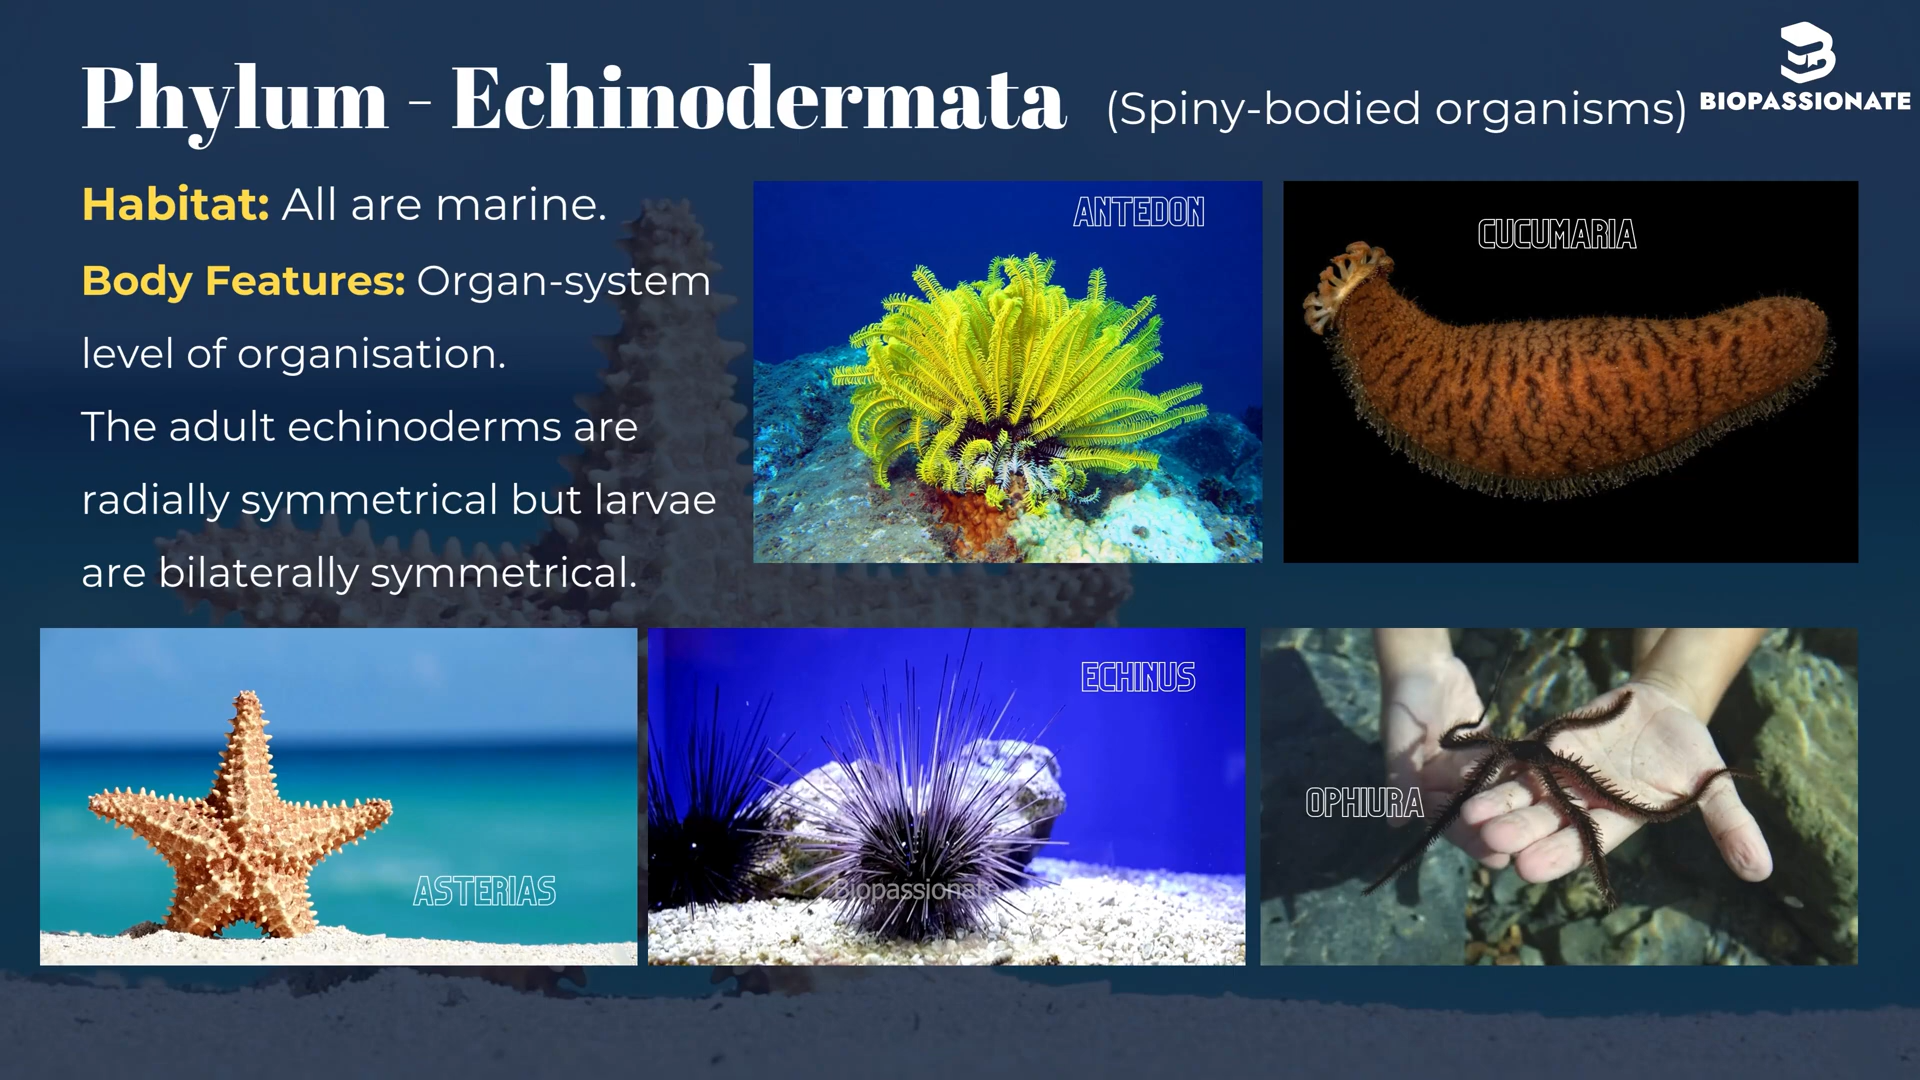 Phylum - Echinodermata (Spiny-bodied organisms)
BIOPASSIONATE
Habitat: All are marine.
Body Features: Organ-system
level of organisation.
The adult echinoderms are
radially symmetrical but larvae
are bilaterally symmetrical.
ANTEDON
CUCUMARIA
ASTERIAS
ECHINUS
Biopassionate
OPHIURA